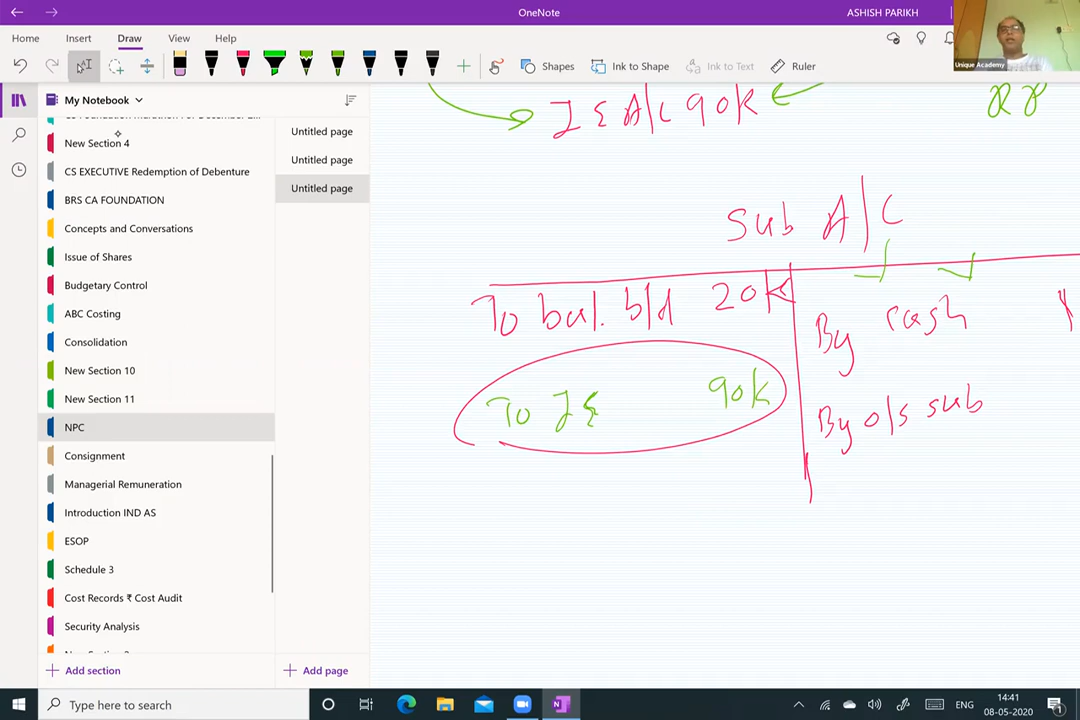 OneNote
ASHISH PARIKH
Home
Insert
Draw
View
Help
Shapes
Ink to Shape
Ink to Text
Ruler
Unique Academy
My Notebook
New Section 4
CS EXECUTIVE Redemption of Debenture
BRS CA FOUNDATION
Concepts and Conversations
Issue of Shares
Budgetary Control
ABC Costing
Consolidation
New Section 10
New Section 11
NPC
Consignment
Managerial Remuneration
Introduction IND AS
ESOP
Schedule 3
Cost Records ₹ Cost Audit
Security Analysis
Add section
Untitled page
Untitled page
Untitled page
Add page
I & A/C 90K
Sub A/C
To bal. b/d 20K
By cash
To I& 90K
By o/s sub
Type here to search
ENG
14:41
08-05-2020
1